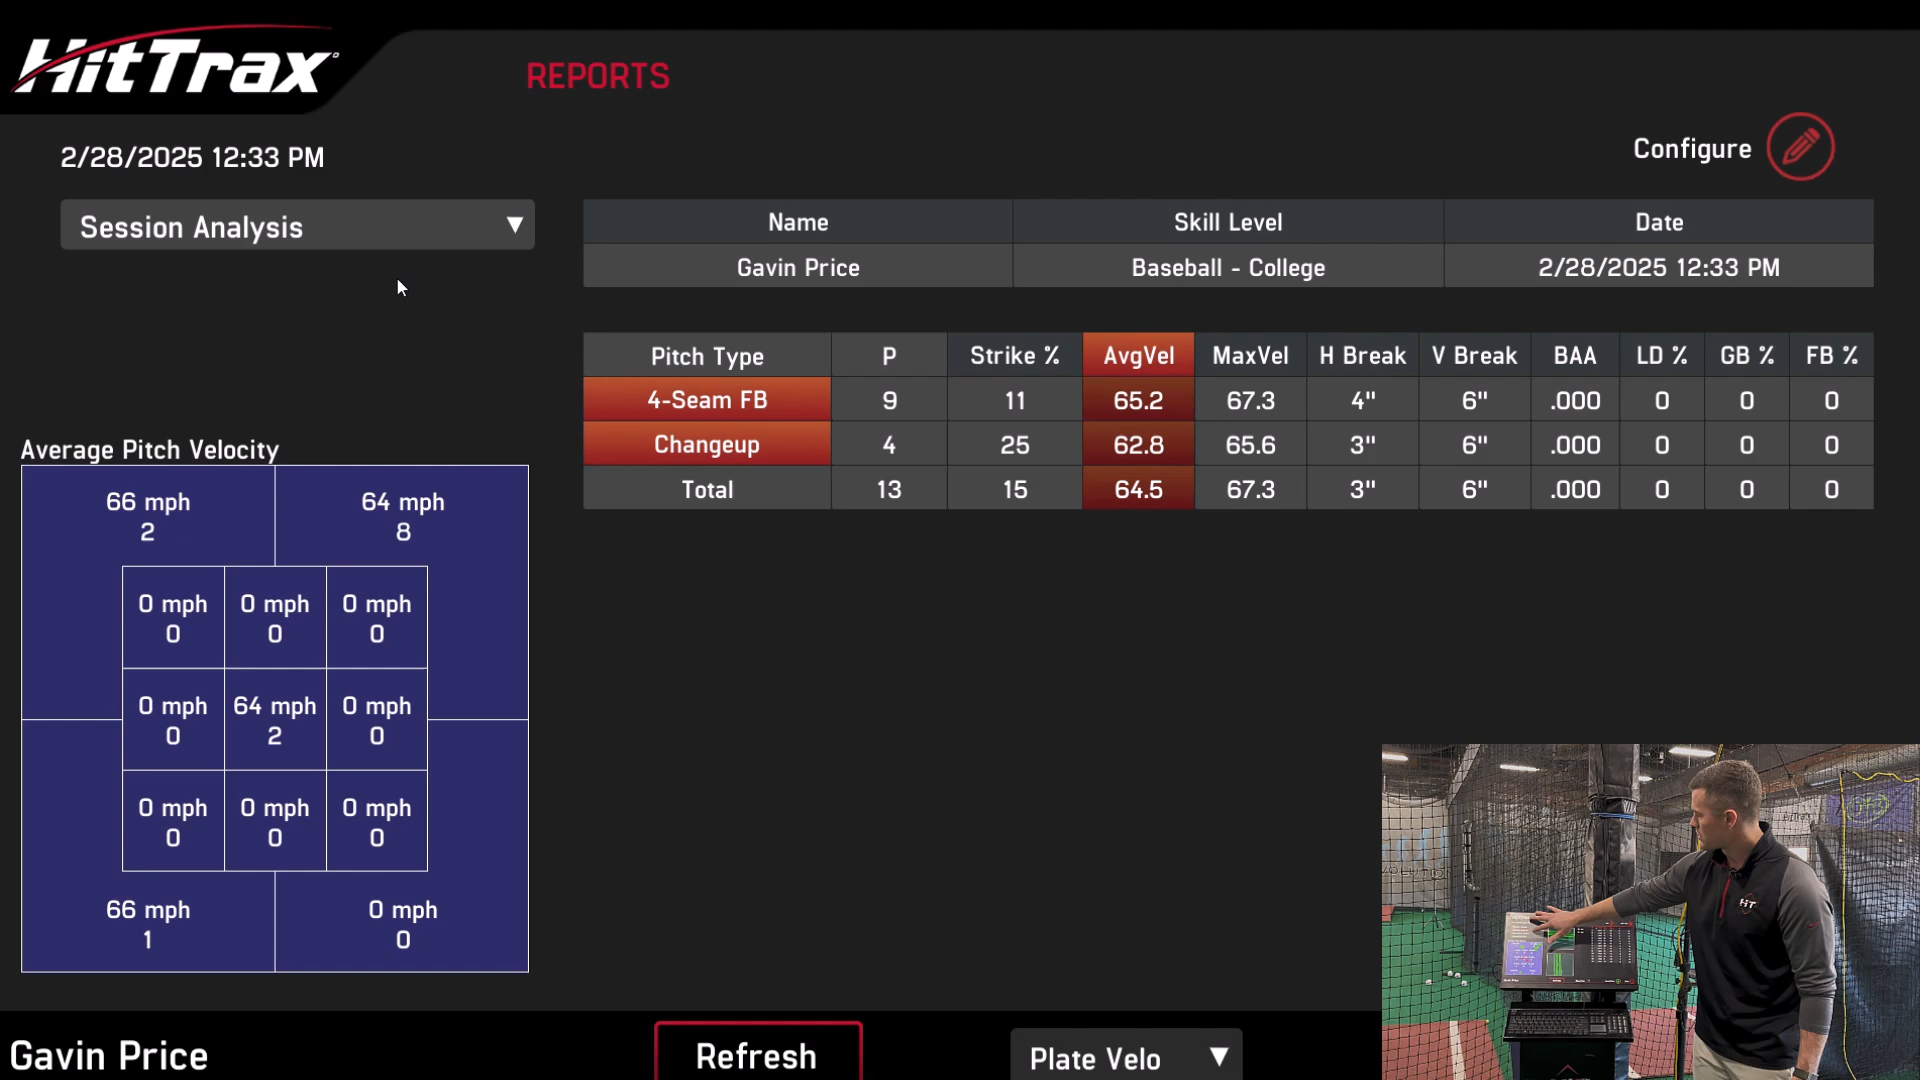 HitTrax
REPORTS
2/28/2025 12:33 PM
Configure
Session Analysis ▼
Name Skill Level Date
Gavin Price Baseball - College 2/28/2025 12:33 PM
Pitch Type P Strike % AvgVel MaxVel H Break V Break BAA LD % GB % FB %
4-Seam FB 9 11 65.2 67.3 4" 6" .000 0 0 0
Changeup 4 25 62.8 65.6 3" 6" .000 0 0 0
Total 13 15 64.5 67.3 3" 6" .000 0 0 0
Average Pitch Velocity
66 mph 64 mph
2 8
0 mph 0 mph 0 mph
0 0 0
0 mph 64 mph 0 mph
0 2 0
0 mph 0 mph 0 mph
0 0 0
66 mph 0 mph
1 0
HT
Gavin Price
Refresh
Plate Velo ▼